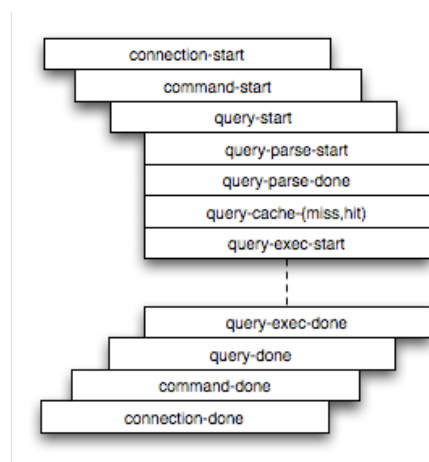 connection-start
command-start
query-start
query-parse-start
query-parse-done
query-cache-(miss,hit)
query-exec-start
query-exec-done
query-done
command-done
connection-done